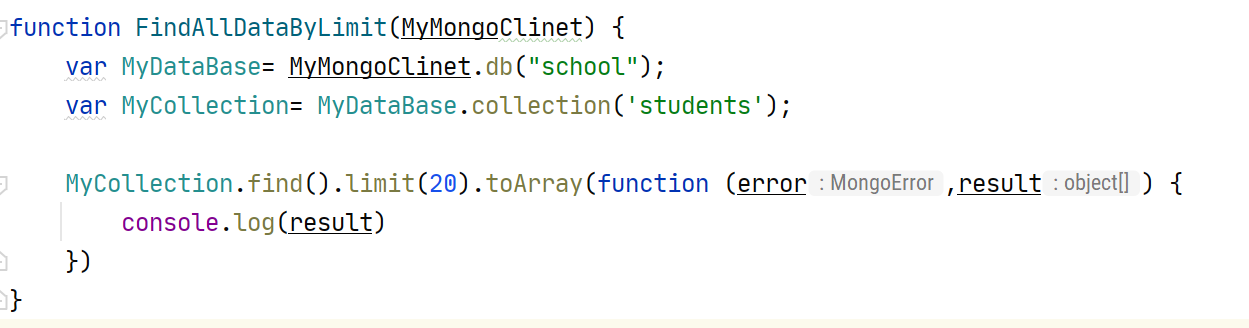 function FindAllDataByLimit(MyMongoClinet) {
    var MyDataBase= MyMongoClinet.db("school");
    var MyCollection= MyDataBase.collection('students');

    MyCollection.find().limit(20).toArray(function (error : MongoError ,result : object[] ) {
        console.log(result)
    })
}